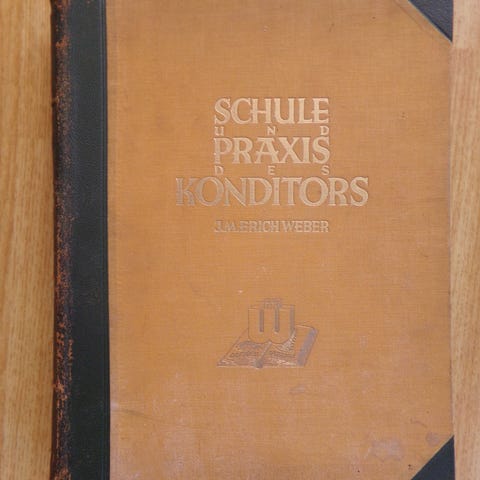 SCHULE
UND
PRAXIS
DES
KONDITORS
J.M.ERICH WEBER
W